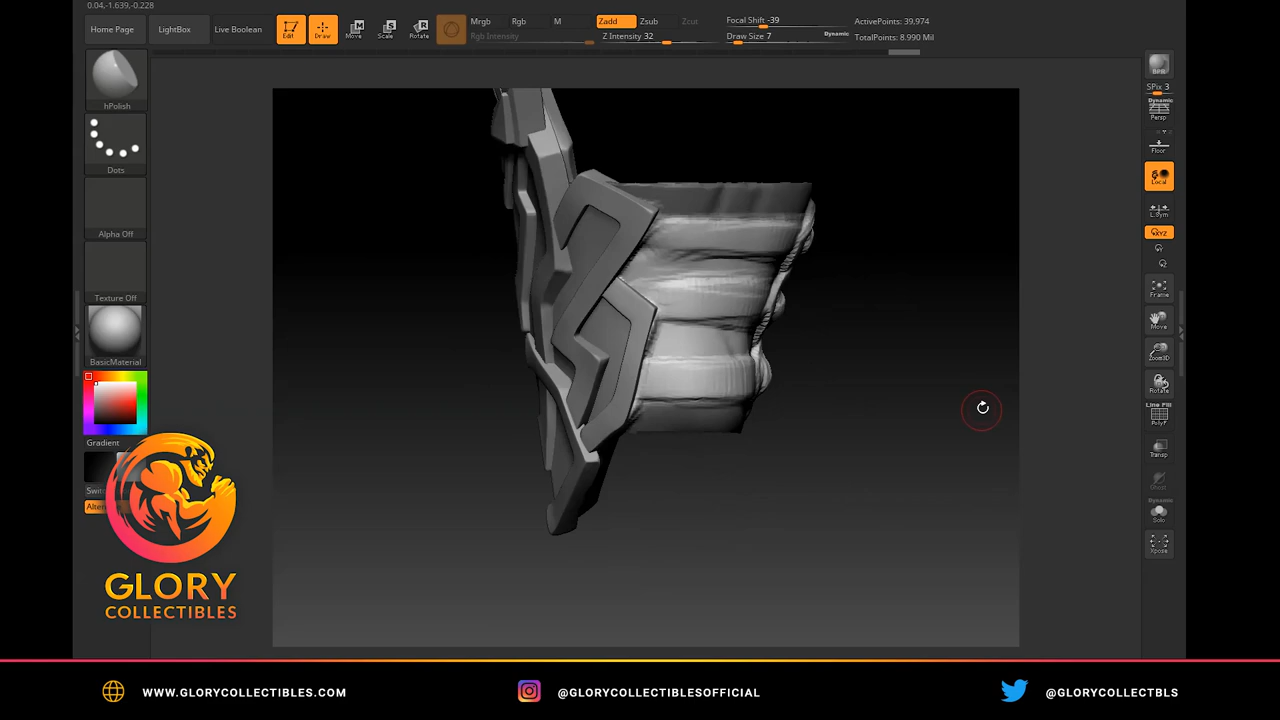 0.04,-1.639,-0.228
Home Page
LightBox
Live Boolean
Edit
Draw
Move
Scale
Rotate
Mrgb
Rgb
M
Rgb Intensity
Zadd
Zsub
Zcut
Z Intensity 32
Focal Shift -39
Draw Size 7
Dynamic
ActivePoints: 39,974
TotalPoints: 8.990 Mil
hPolish
Dots
Alpha Off
Texture Off
BasicMaterial
Gradient
BPR
SPix 3
Dynamic
Persp
Floor
Local
L.Sym
XYZ
Frame
Move
Zoom3D
Rotate
Line Fill
PolyF
Transp
Ghost
Dynamic
Solo
Xpose
GLORY
COLLECTIBLES
WWW.GLORYCOLLECTIBLES.COM
@GLORYCOLLECTIBLESOFFICIAL
@GLORYCOLLECTBLS